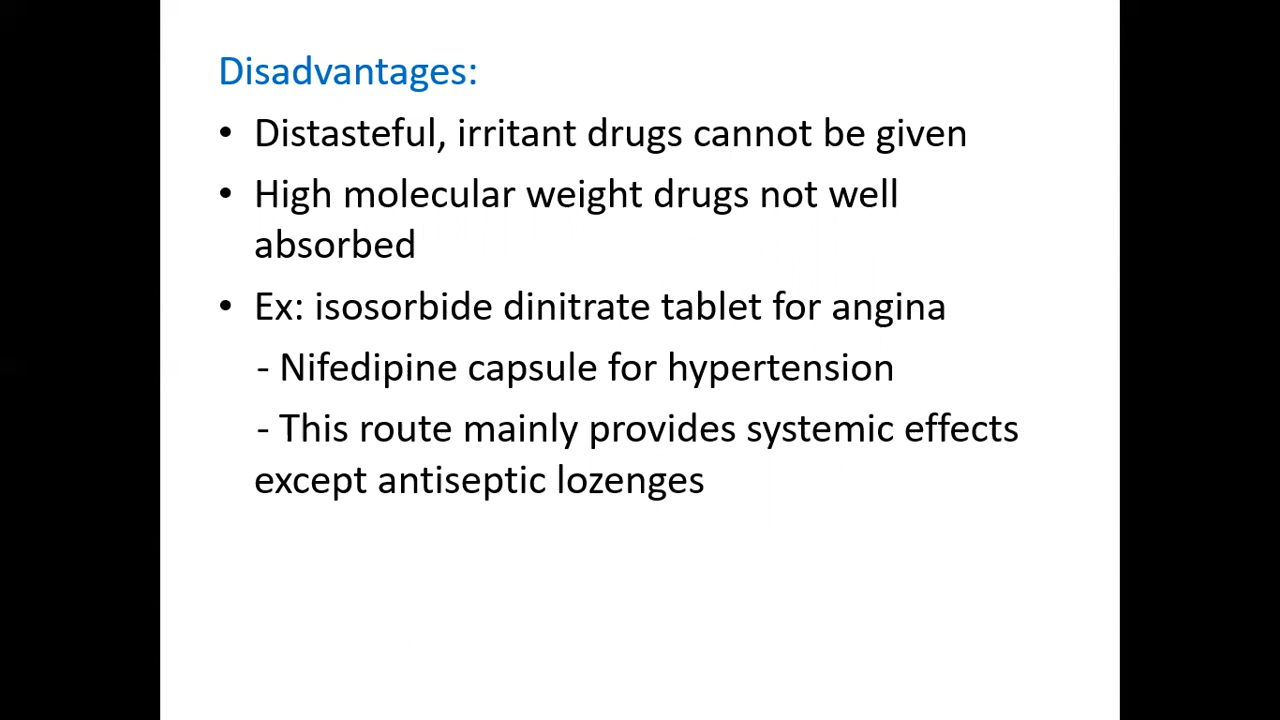 Disadvantages:
• Distasteful, irritant drugs cannot be given
• High molecular weight drugs not well
absorbed
• Ex: isosorbide dinitrate tablet for angina
- Nifedipine capsule for hypertension
- This route mainly provides systemic effects
except antiseptic lozenges